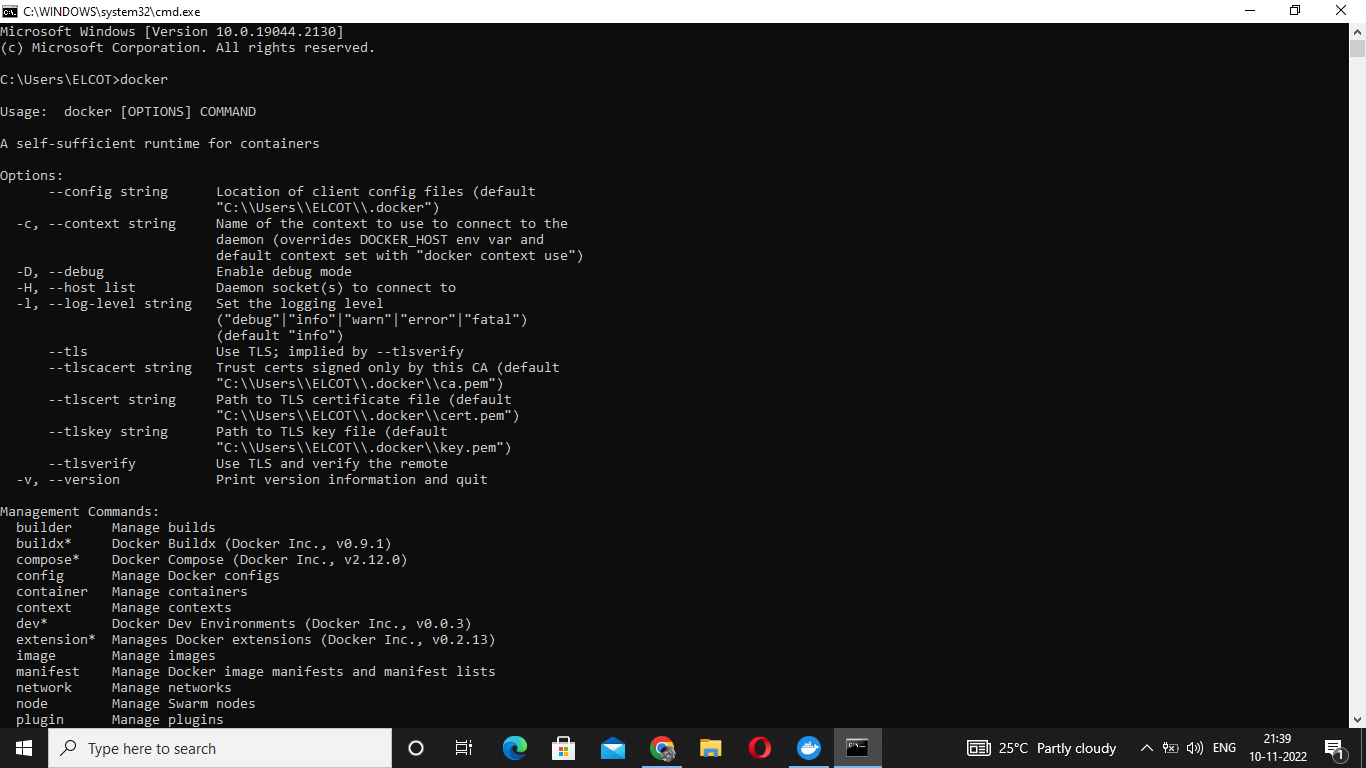 C:\WINDOWS\system32\cmd.exe
Microsoft Windows [Version 10.0.19044.2130]
(c) Microsoft Corporation. All rights reserved.
C:\Users\ELCOT>docker
Usage:  docker [OPTIONS] COMMAND
A self-sufficient runtime for containers
Options:
      --config string      Location of client config files (default
                           "C:\\Users\\ELCOT\\.docker")
  -c, --context string     Name of the context to use to connect to the
                           daemon (overrides DOCKER_HOST env var and
                           default context set with "docker context use")
  -D, --debug              Enable debug mode
  -H, --host list          Daemon socket(s) to connect to
  -l, --log-level string   Set the logging level
                           ("debug"|"info"|"warn"|"error"|"fatal")
                           (default "info")
      --tls                Use TLS; implied by --tlsverify
      --tlscacert string   Trust certs signed only by this CA (default
                           "C:\\Users\\ELCOT\\.docker\\ca.pem")
      --tlscert string     Path to TLS certificate file (default
                           "C:\\Users\\ELCOT\\.docker\\cert.pem")
      --tlskey string      Path to TLS key file (default
                           "C:\\Users\\ELCOT\\.docker\\key.pem")
      --tlsverify          Use TLS and verify the remote
  -v, --version            Print version information and quit
Management Commands:
  builder     Manage builds
  buildx*     Docker Buildx (Docker Inc., v0.9.1)
  compose*    Docker Compose (Docker Inc., v2.12.0)
  config      Manage Docker configs
  container   Manage containers
  context     Manage contexts
  dev*        Docker Dev Environments (Docker Inc., v0.0.3)
  extension*  Manages Docker extensions (Docker Inc., v0.2.13)
  image       Manage images
  manifest    Manage Docker image manifests and manifest lists
  network     Manage networks
  node        Manage Swarm nodes
  plugin      Manage plugins
Type here to search
25°C Partly cloudy
ENG
21:39
10-11-2022
1